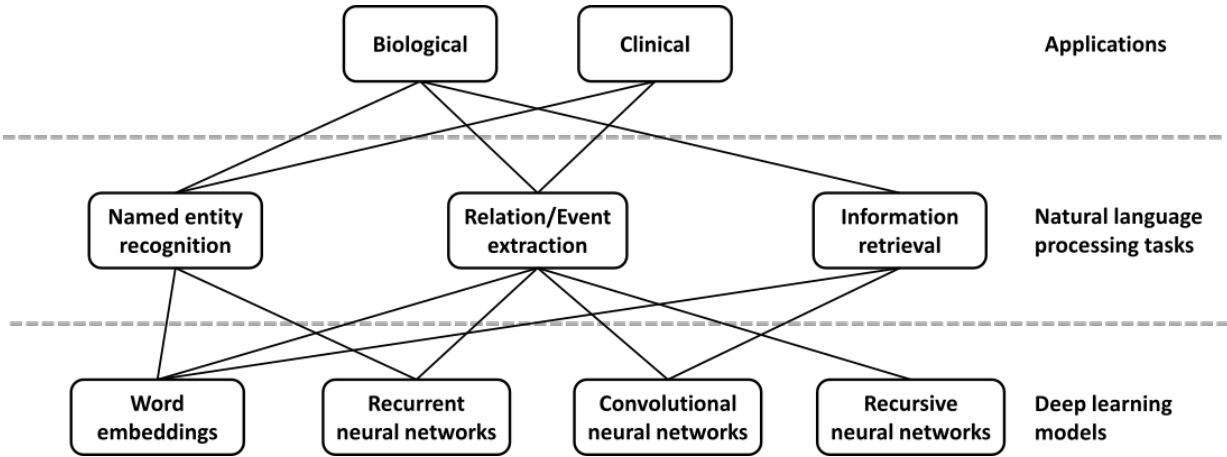 Biological
Clinical
Applications
Named entity
recognition
Relation/Event
extraction
Information
retrieval
Natural language
processing tasks
Word
embeddings
Recurrent
neural networks
Convolutional
neural networks
Recursive
neural networks
Deep learning
models